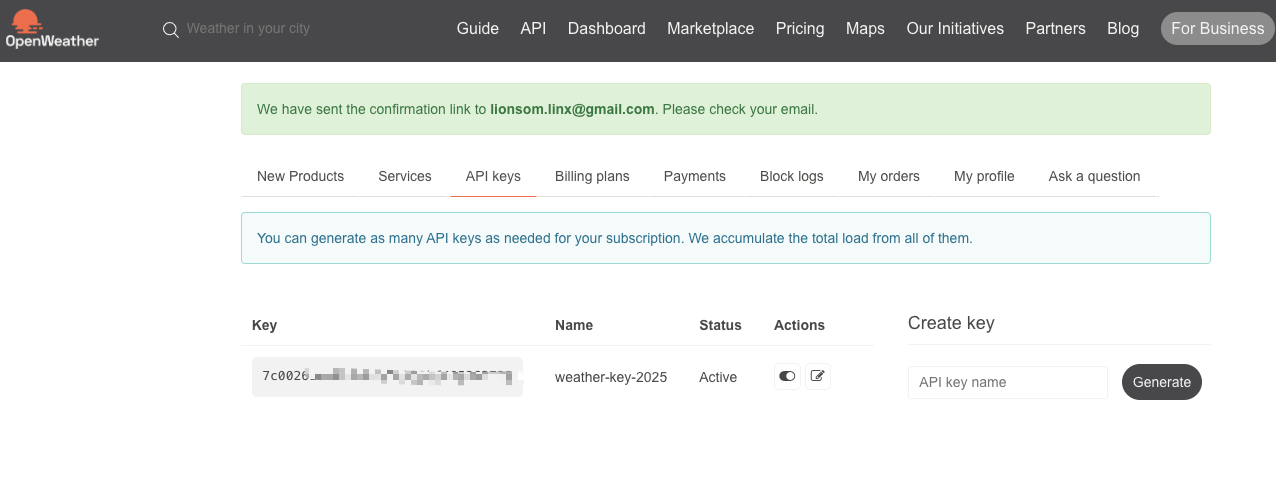 OpenWeather
Weather in your city
Guide API Dashboard Marketplace Pricing Maps Our Initiatives Partners Blog For Business
We have sent the confirmation link to lionsom.linx@gmail.com. Please check your email.
New Products Services API keys Billing plans Payments Block logs My orders My profile Ask a question
You can generate as many API keys as needed for your subscription. We accumulate the total load from all of them.
Key Name Status Actions
Create key
7c0026 weather-key-2025 Active
API key name Generate